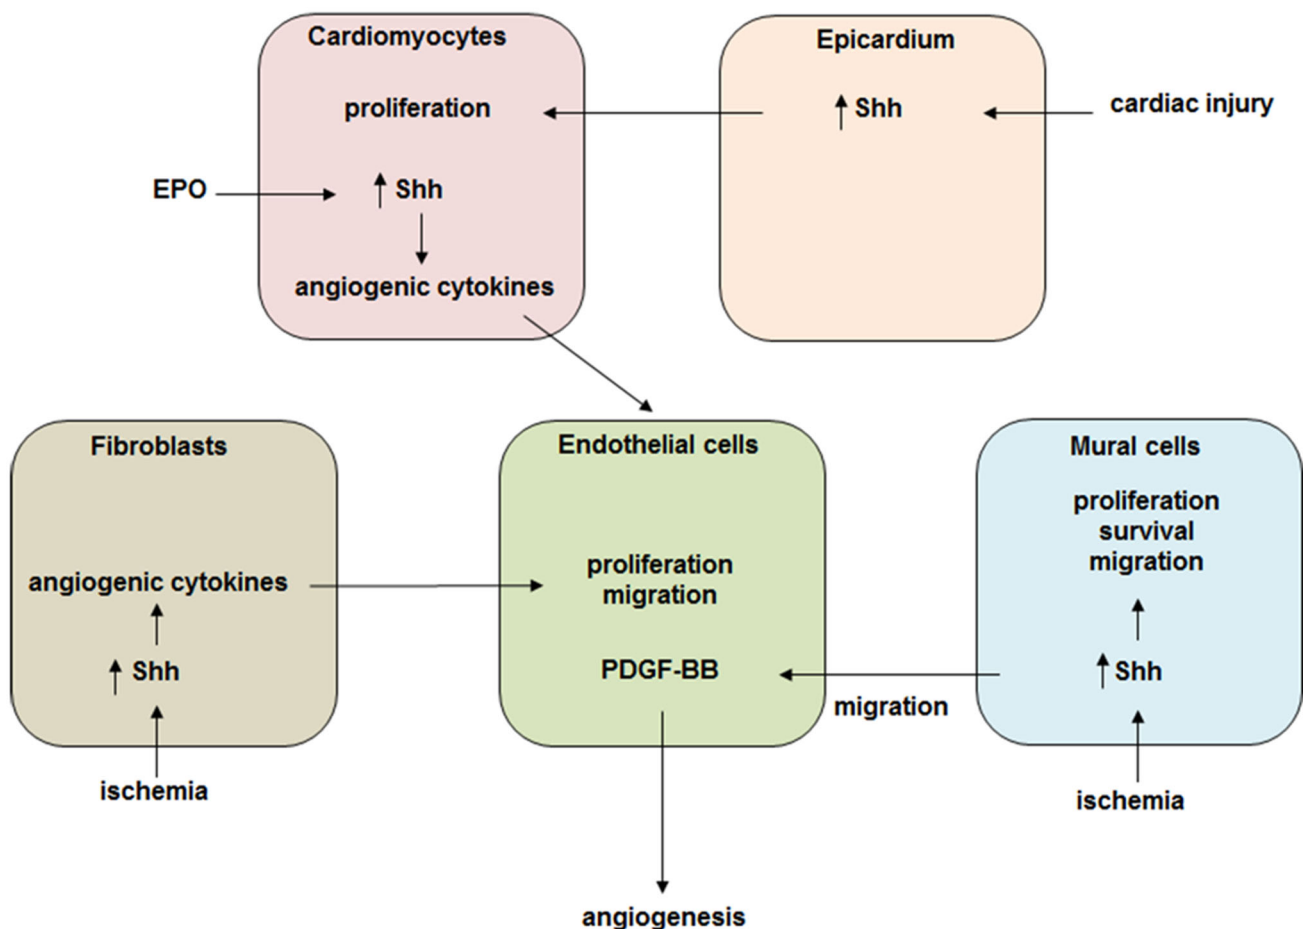 Cardiomyocytes
proliferation
EPO
Shh
angiogenic cytokines
Epicardium
Shh
cardiac injury
Fibroblasts
angiogenic cytokines
Shh
ischemia
Endothelial cells
proliferation
migration
PDGF-BB
migration
angiogenesis
Mural cells
proliferation
survival
migration
Shh
ischemia